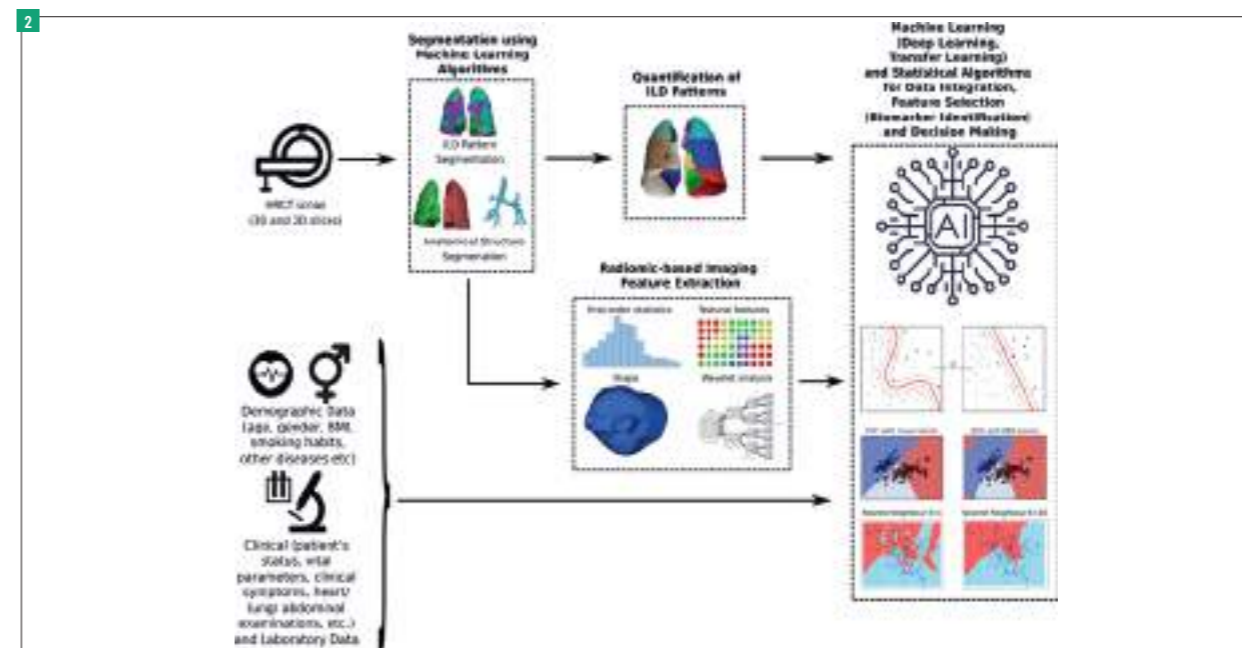 2
Segmentation using
Machine Learning
Algorithms
ILD Pattern
Segmentation
Anatomical Structure
Segmentation
Quantification of
ILD Patterns
Machine Learning
(Deep Learning,
Transfer Learning)
and Statistical Algorithms
for Data Integration,
Feature Selection
(Biomarker Identification)
and Decision Making
AI
HRCT
(3D and 2D slices)
Radiomic-based Imaging
Feature Extraction
First-order statistics
Textural features
Shape
Wavelet analysis
Demographic Data
(age, gender, BMI,
smoking habits,
other diseases etc)
Clinical (patient's
status, vital
parameters, clinical
symptoms, heart/
lung/ abdominal
examinations, etc.)
and Laboratory Data